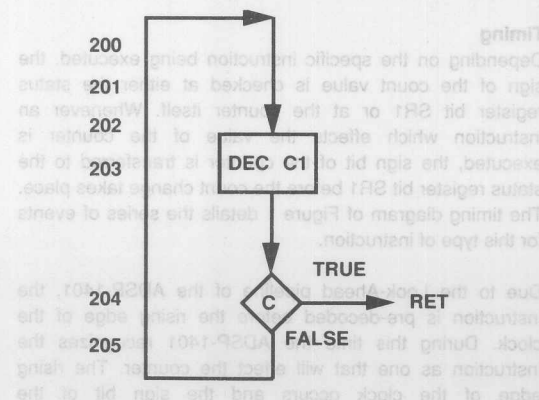 200
201
202
203
DEC C1
TRUE
204
C
RET
FALSE
205
Timing
Depending on the specific instruction being executed, the
sign of the count value is checked at either the status
register bit SR1 or at the counter itself. Whenever an
instruction which effects the value of the counter is
executed, the sign bit of the counter is transferred to the
status register bit SR1 before the count change takes place.
The timing diagram of Figure details the series of events
for this type of instruction.
Due to the Look-Ahead pipeline of the ADSP-1401, the
instruction is pre-decoded before the rising edge of the
clock. During this time the ADSP-1401 the
instruction as one that will effect the counter. The rising
edge of the clock occurs and the sign bit of the